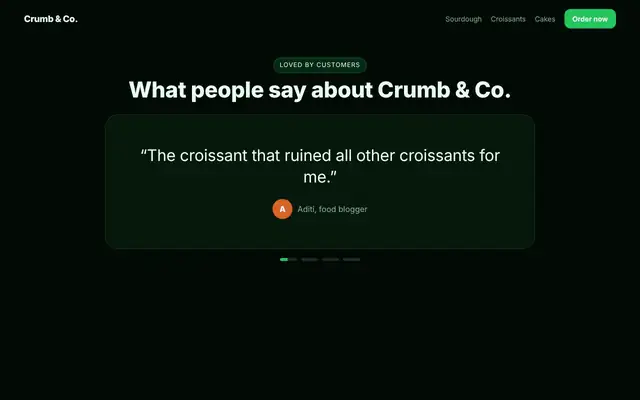 Crumb & Co.
Sourdough
Croissants
Cakes
Order now
LOVED BY CUSTOMERS
What people say about Crumb & Co.
“The croissant that ruined all other croissants for
me.”
A
Aditi, food blogger